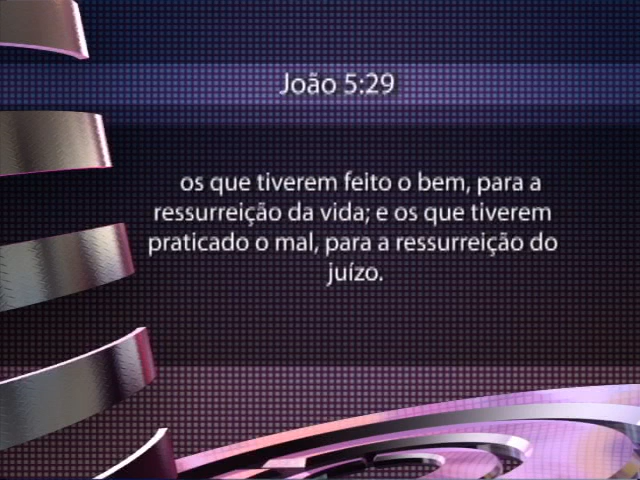 João 5:29
os que tiverem feito o bem, para a
ressurreição da vida; e os que tiverem
praticado o mal, para a ressurreição do
juízo.